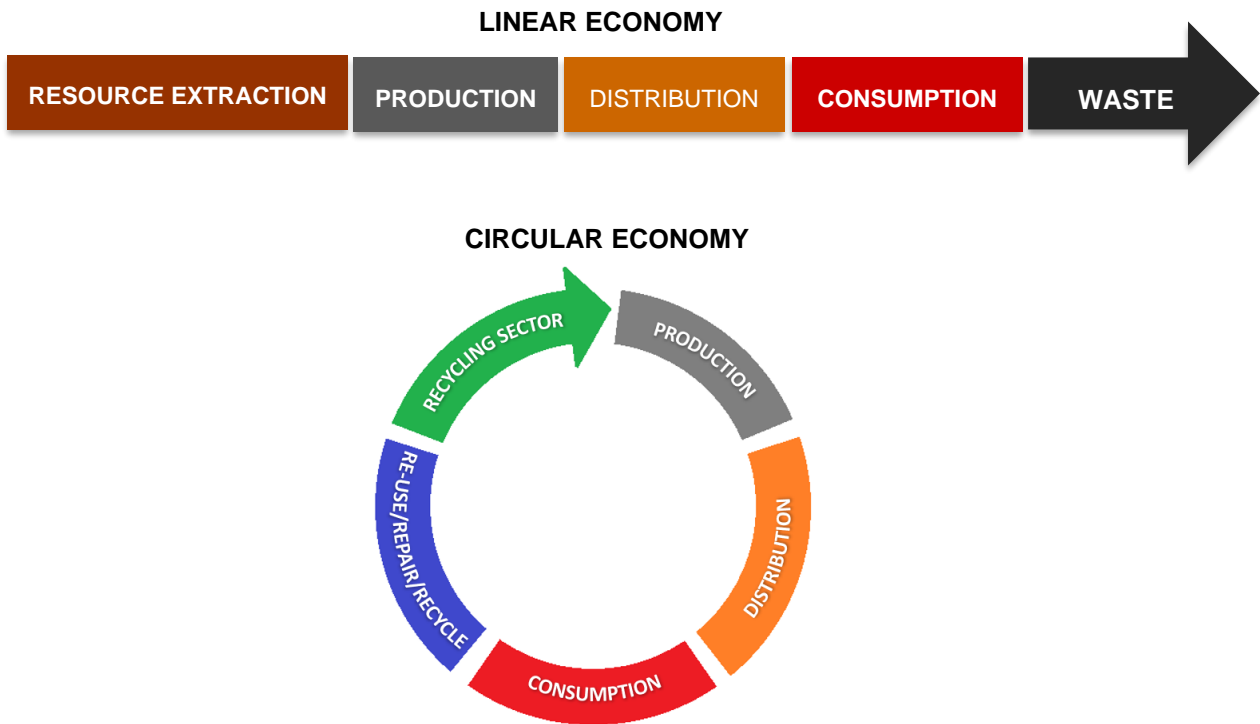 LINEAR ECONOMY
RESOURCE EXTRACTION
PRODUCTION
DISTRIBUTION
CONSUMPTION
WASTE
CIRCULAR ECONOMY
RECYCLING SECTOR
PRODUCTION
DISTRIBUTION
CONSUMPTION
RE-USE/REPAIR/RECYCLE